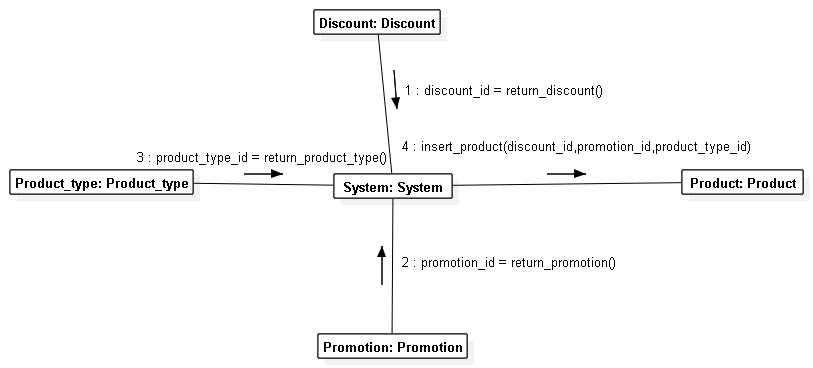 Discount: Discount
1 : discount_id = return_discount()
4 : insert_product(discount_id,promotion_id,product_type_id)
3 : product_type_id = return_product_type()
Product_type: Product_type
System: System
Product: Product
2 : promotion_id = return_promotion()
Promotion: Promotion